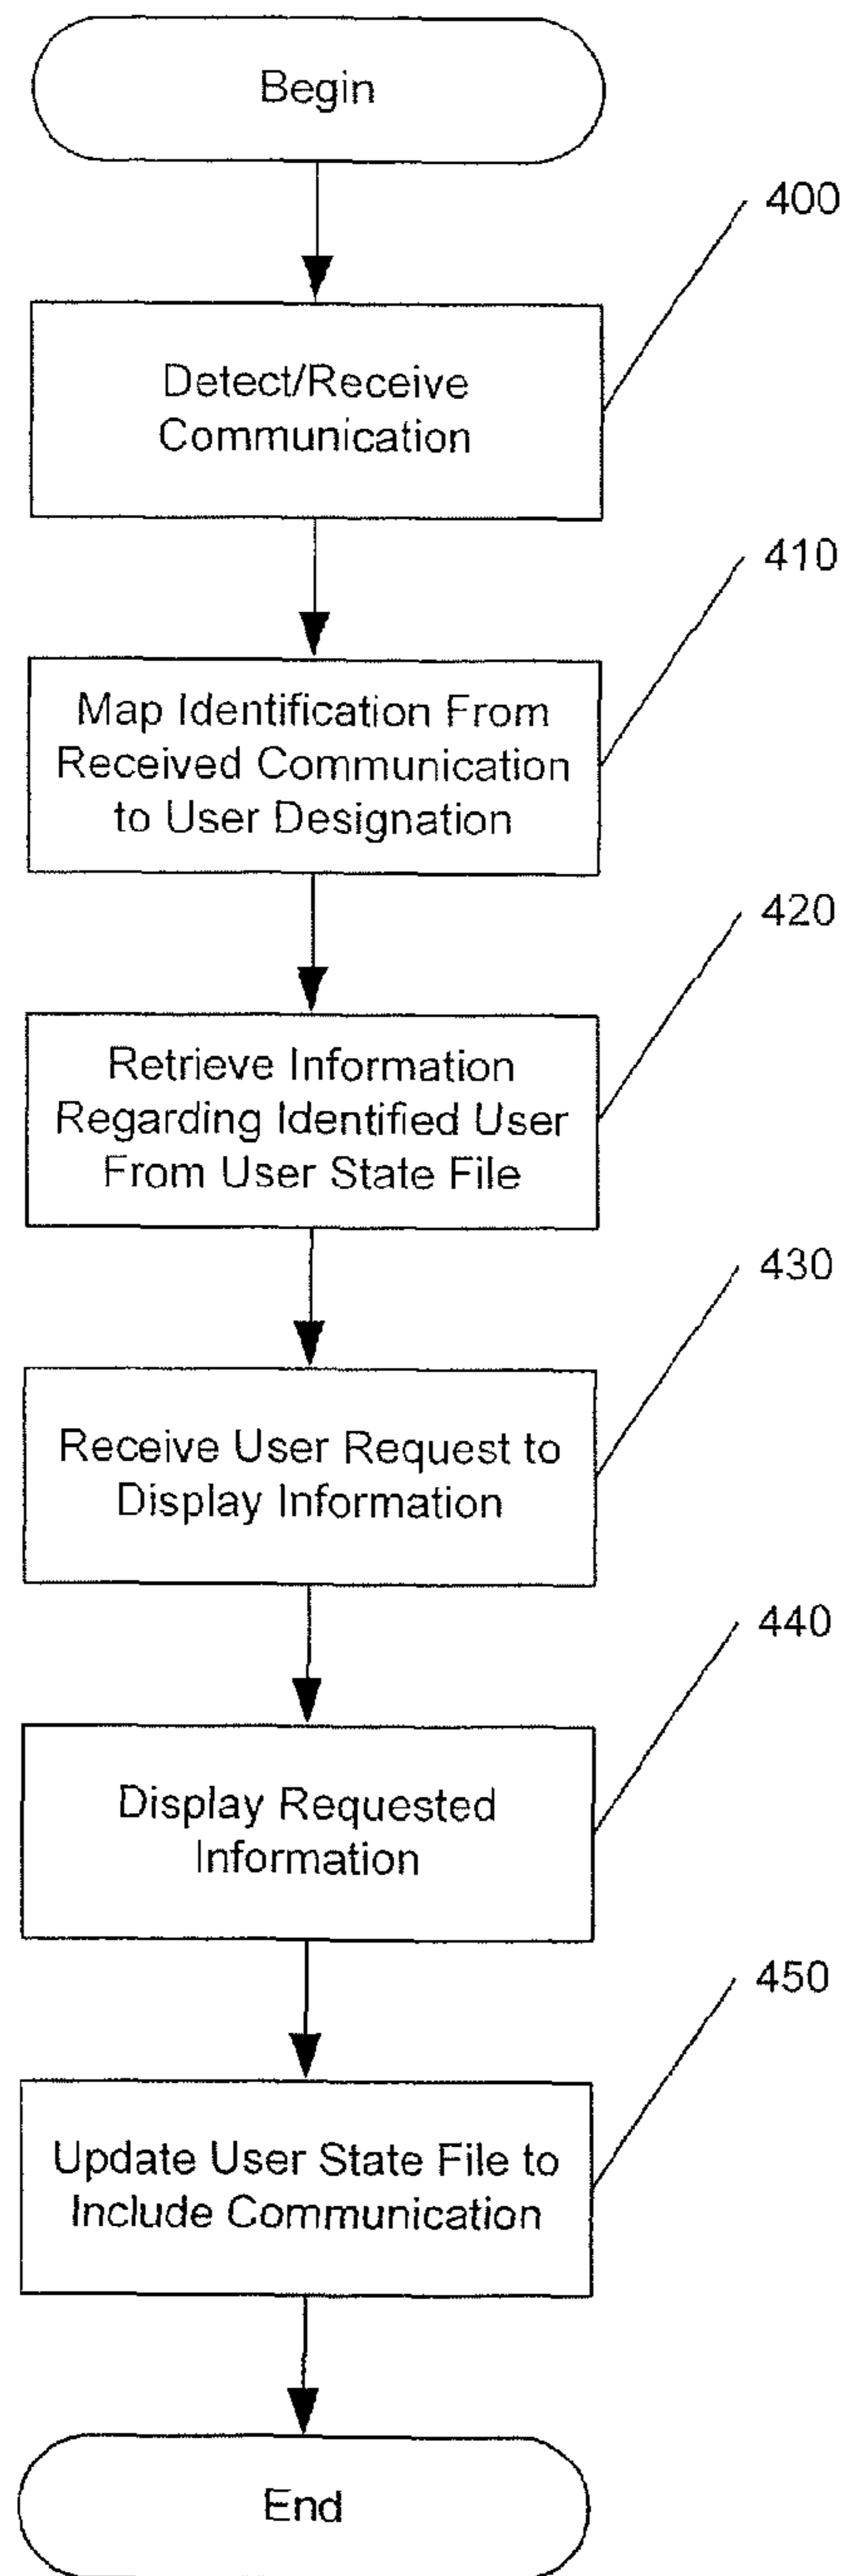 Begin
400
Detect/Receive
Communication
410
Map Identification From
Received Communication
to User Designation
420
Retrieve Information
Regarding Identified User
From User State File
430
Receive User Request to
Display Information
440
Display Requested
Information
450
Update User State File to
Include Communication
End